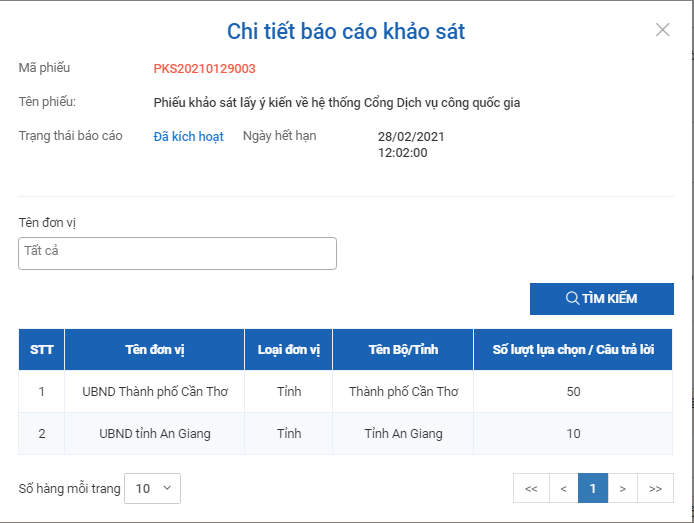 Chi tiết báo cáo khảo sát
Mã phiếu PKS20210129003
Tên phiếu: Phiếu khảo sát lấy ý kiến về hệ thống Cổng Dịch vụ công quốc gia
Trạng thái báo cáo Đã kích hoạt Ngày hết hạn 28/02/2021
12:02:00
Tên đơn vị
Tất cả
TÌM KIẾM
STT Tên đơn vị Loại đơn vị Tên Bộ/Tỉnh Số lượt lựa chọn / Câu trả lời
1 UBND Thành phố Cần Thơ Tỉnh Thành phố Cần Thơ 50
2 UBND tỉnh An Giang Tỉnh Tỉnh An Giang 10
Số hàng mỗi trang 10 << < 1 > >>